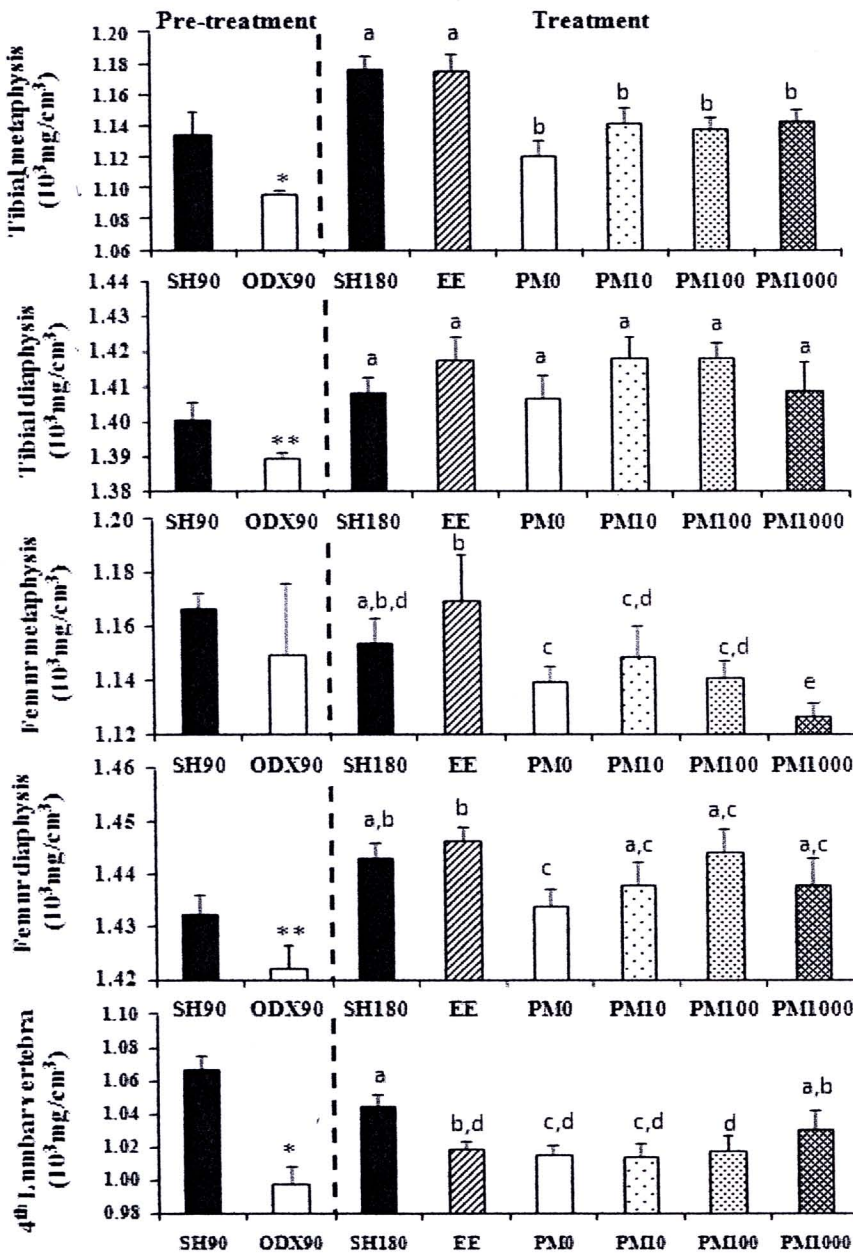 Pre-treatment Treatment
Tibial metaphysis
(10³mg/cm³)
1.20
1.18
1.14
1.10
1.08
1.06
* a a b b b b
SH90 ODX90 SH180 EE PM0 PM10 PM100 PM1000
Tibial diaphysis
(10³mg/cm³)
1.44
1.43
1.42
1.41
1.40
1.39
1.38
** a a a a a a
SH90 ODX90 SH180 EE PM0 PM10 PM100 PM1000
Femur metaphysis
(10³mg/cm³)
1.20
1.18
1.16
1.14
1.12
a,b,d b c c,d c,d e
SH90 ODX90 SH180 EE PM0 PM10 PM100 PM1000
Femur diaphysis
(10³mg/cm³)
1.46
1.45
1.44
1.43
1.42
** a,b b c a,c a,c a,c
SH90 ODX90 SH180 EE PM0 PM10 PM100 PM1000
4th Lumbar vertebra
(10³mg/cm³)
1.10
1.08
1.06
1.04
1.02
1.00
0.98
* a b,d c,d c,d d a,b
SH90 ODX90 SH180 EE PM0 PM10 PM100 PM1000